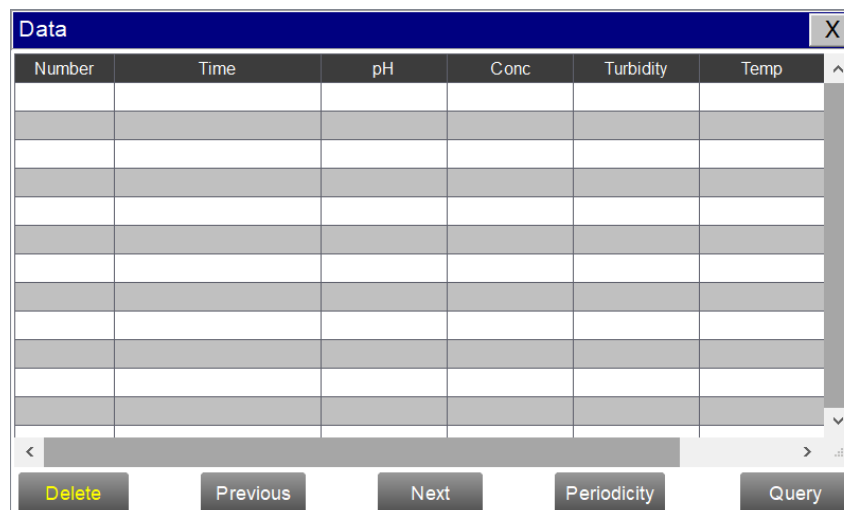 Data X
Number Time pH Conc Turbidity Temp
Delete Previous Next Periodicity Query